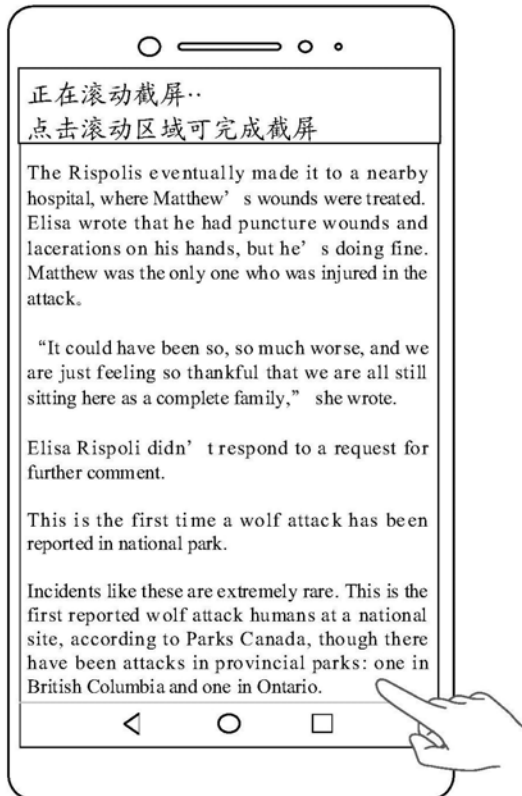 正在滚动截屏··
点击滚动区域可完成截屏
The Rispolis eventually made it to a nearby
hospital, where Matthew’ s wounds were treated.
Elisa wrote that he had puncture wounds and
lacerations on his hands, but he’ s doing fine.
Matthew was the only one who was injured in the
attack。
“It could have been so, so much worse, and we
are just feeling so thankful that we are all still
sitting here as a complete family,” she wrote.
Elisa Rispoli didn’ t respond to a request for
further comment.
This is the first time a wolf attack has been
reported in national park.
Incidents like these are extremely rare. This is the
first reported wolf attack humans at a national
site, according to Parks Canada, though there
have been attacks in provincial parks: one in
British Columbia and one in Ontario.